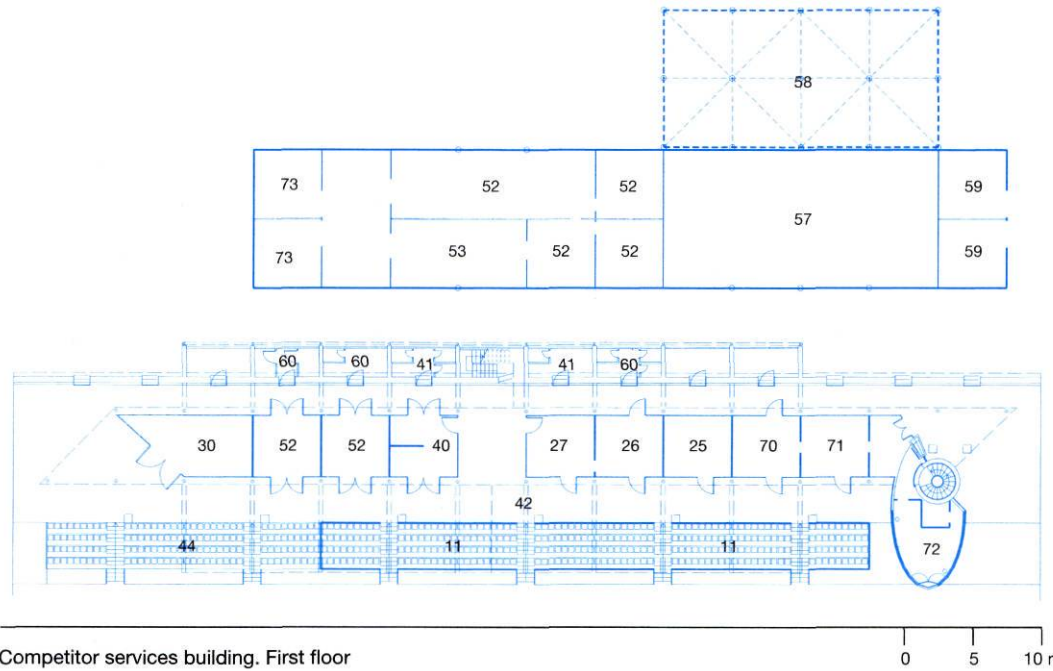 58
73 52 52 59
57
73 53 52 52 59
60 60 41 41 60
30 52 52 40 27 26 25 70 71
42
44 11 11 72
Competitor services building. First floor
0 5 10 m